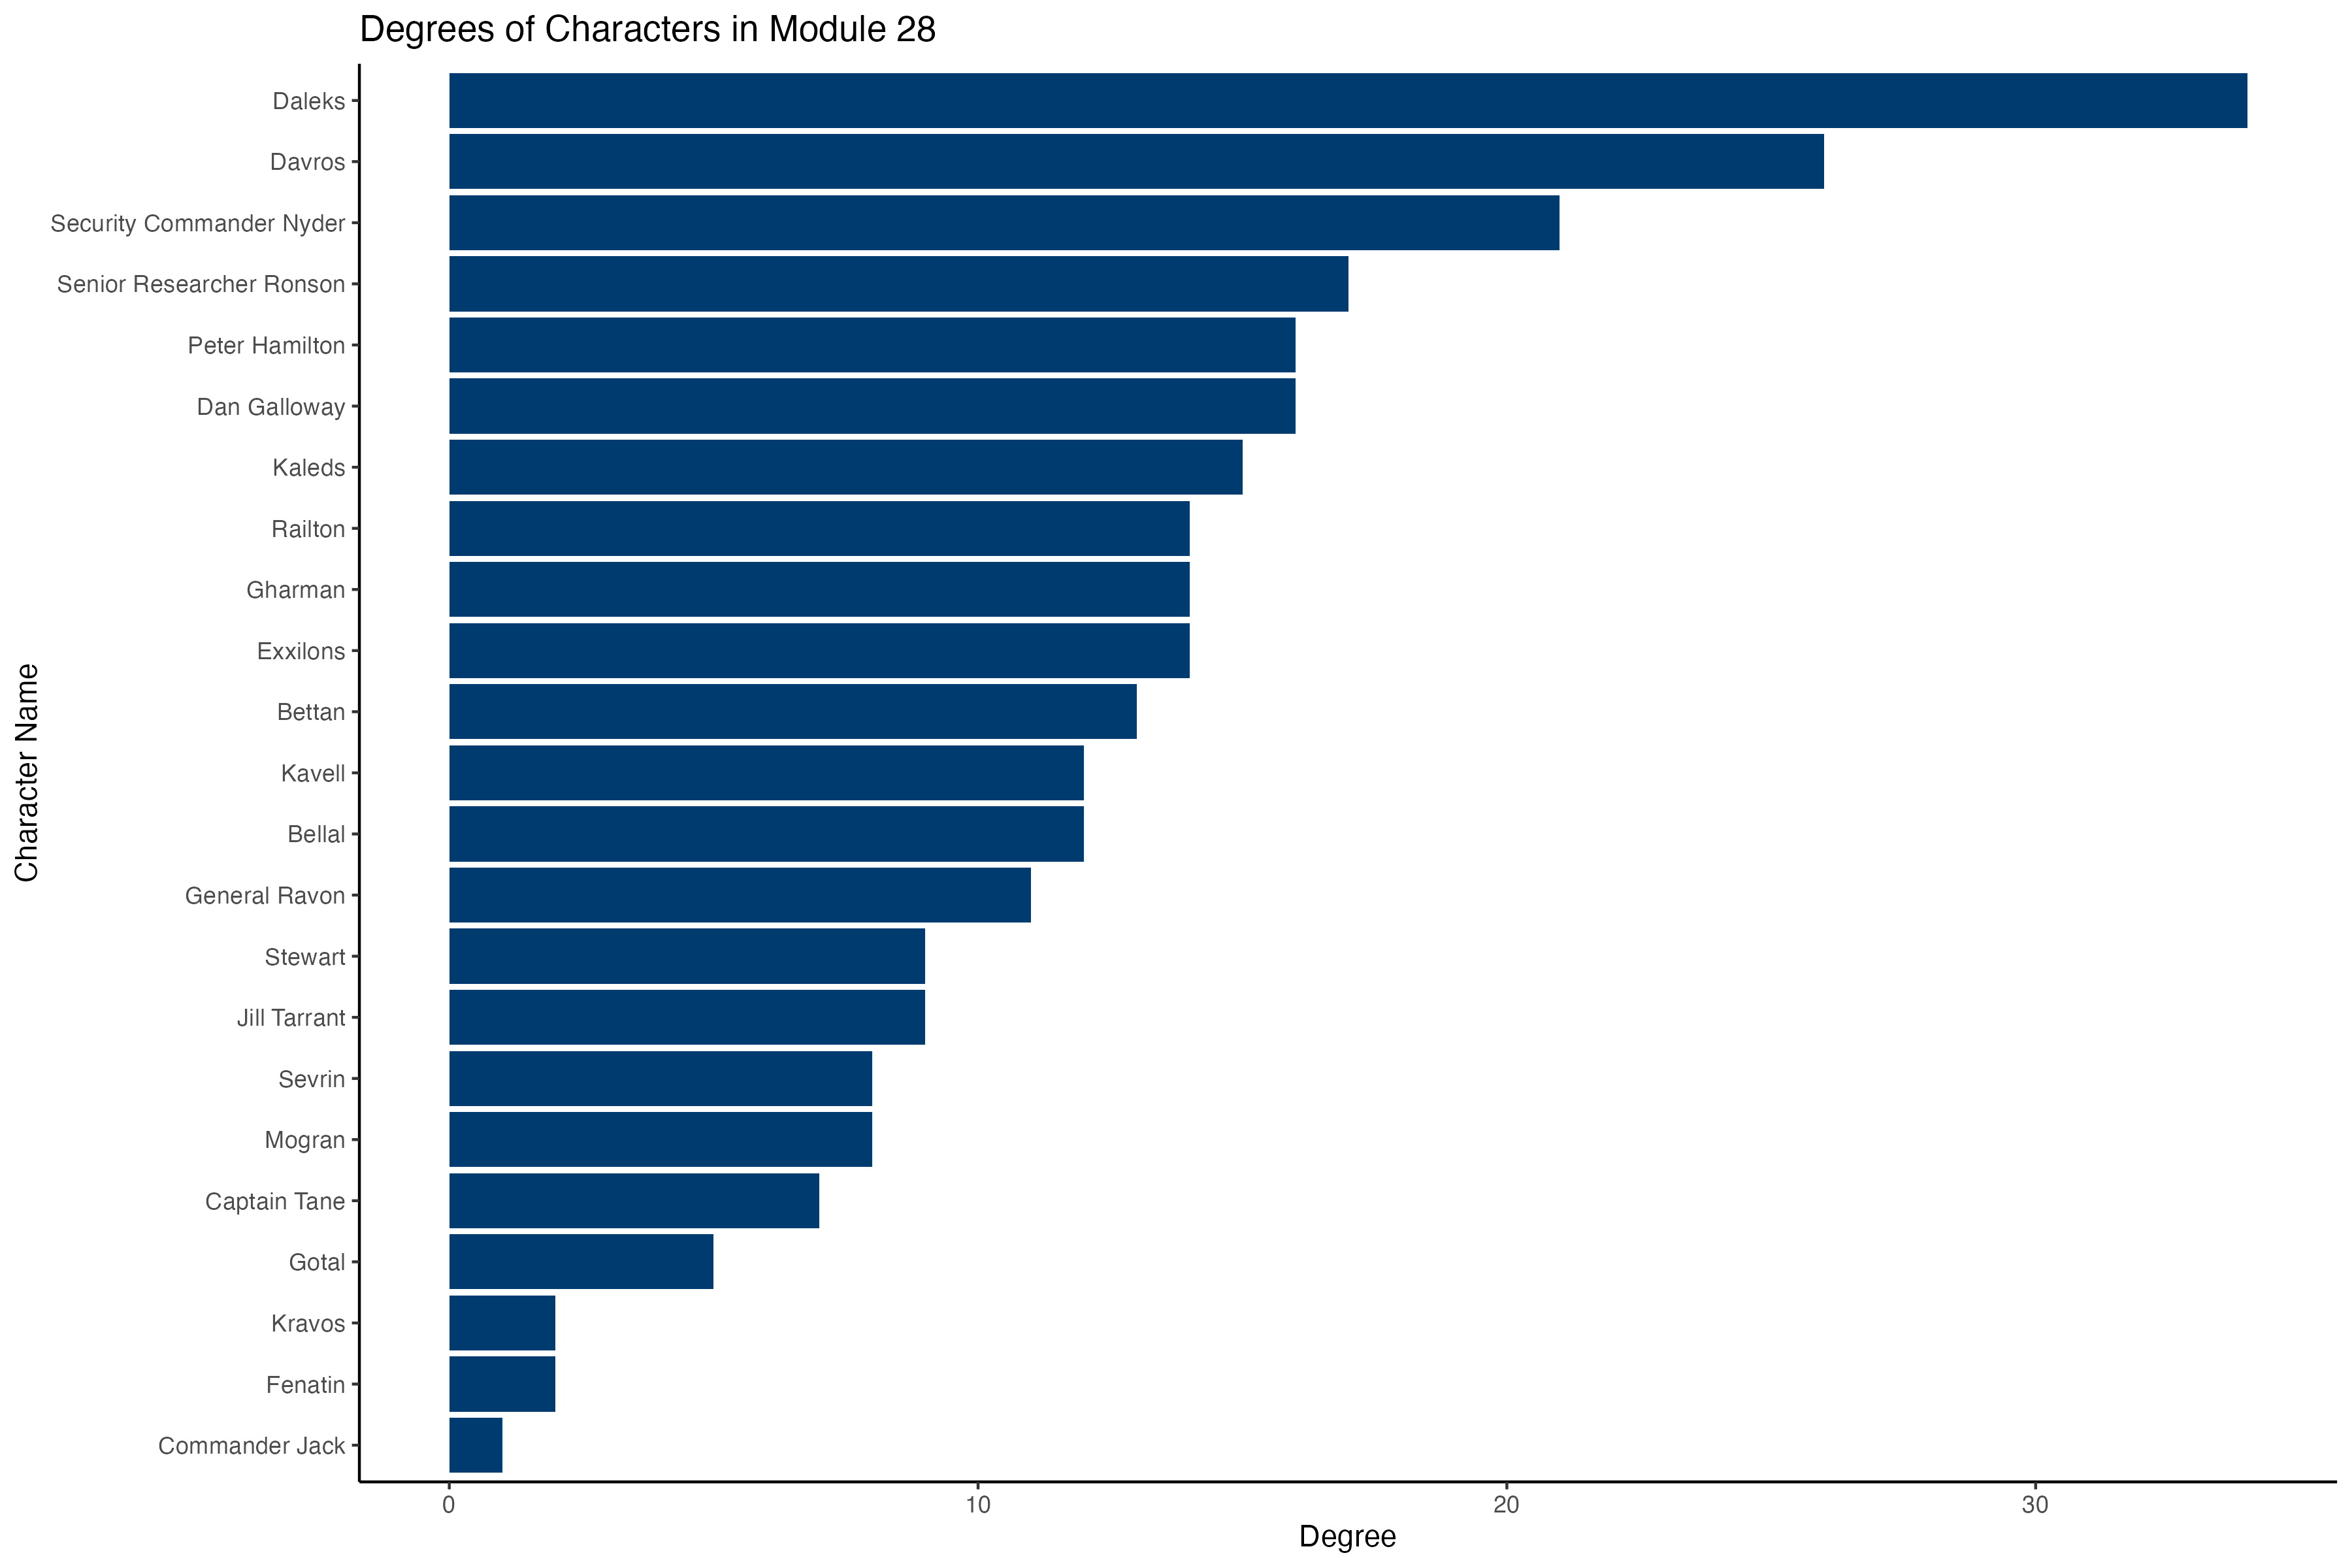 Degrees of Characters in Module 28
Character Name
Daleks
Davros
Security Commander Nyder
Senior Researcher Ronson
Peter Hamilton
Dan Galloway
Kaleds
Railton
Gharman
Exxilons
Bettan
Kavell
Bellal
General Ravon
Stewart
Jill Tarrant
Sevrin
Mogran
Captain Tane
Gotal
Kravos
Fenatin
Commander Jack
0 10 20 30
Degree